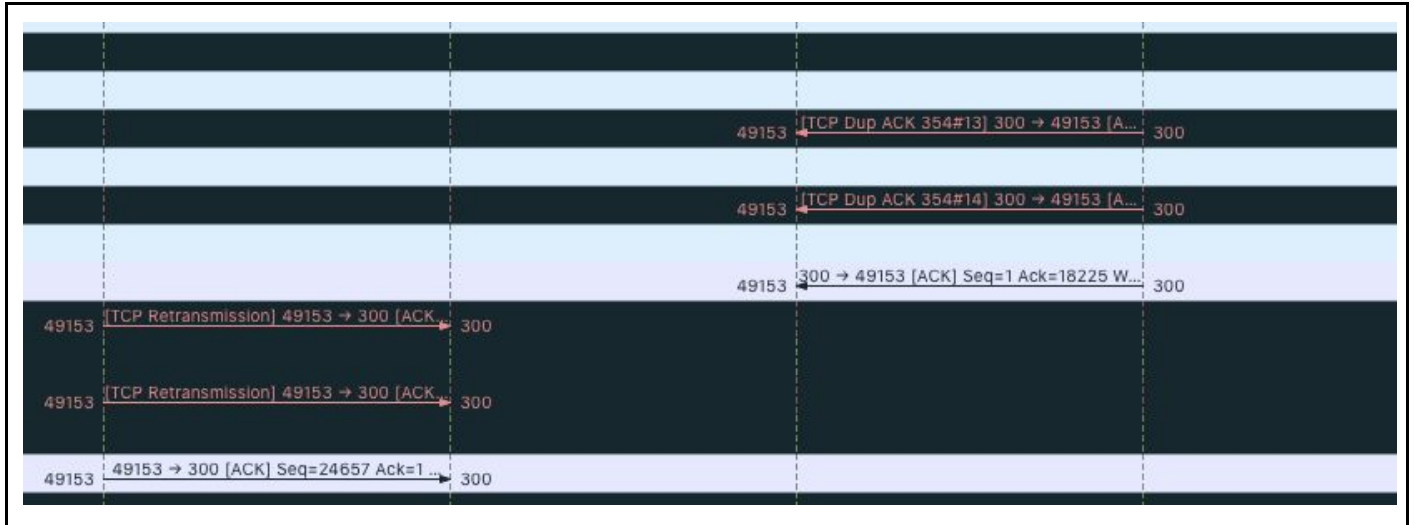 49153 [TCP Dup ACK 354#13] 300 → 49153 [A... 300
49153 [TCP Dup ACK 354#14] 300 → 49153 [A... 300
49153 300 → 49153 [ACK] Seq=1 Ack=18225 W... 300
49153 [TCP Retransmission] 49153 → 300 [ACK... 300
49153 [TCP Retransmission] 49153 → 300 [ACK... 300
49153 49153 → 300 [ACK] Seq=24657 Ack=1 ... 300